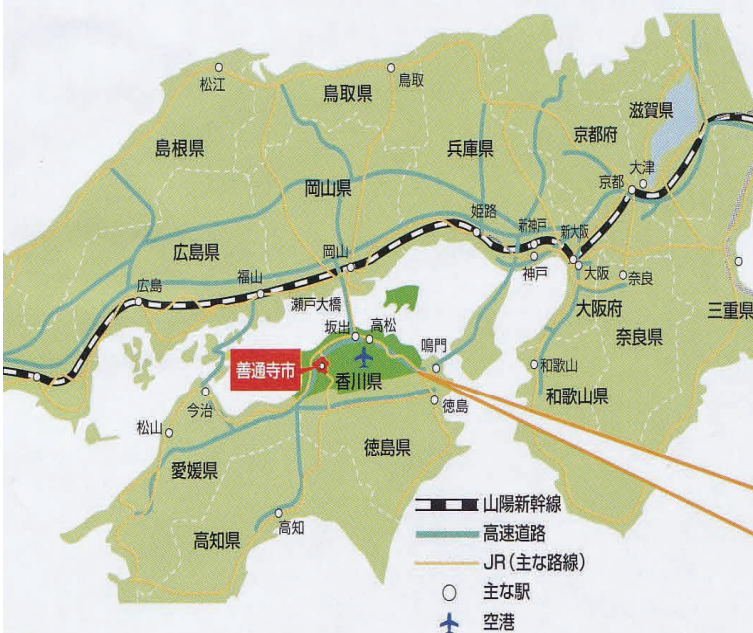 松江
鳥取県
鳥取
滋賀県
島根県
兵庫県
京都府
大津
京都
岡山県
姫路
新神戸
新大阪
広島県
岡山
神戸
大阪
奈良
福山
広島
瀬戸大橋
大阪府
三重県
坂出
高松
鳴門
奈良県
善通寺市
香川県
和歌山
今治
徳島
和歌山県
松山
愛媛県
徳島県
高知
高知県
山陽新幹線
高速道路
JR(主な路線)
主な駅
空港